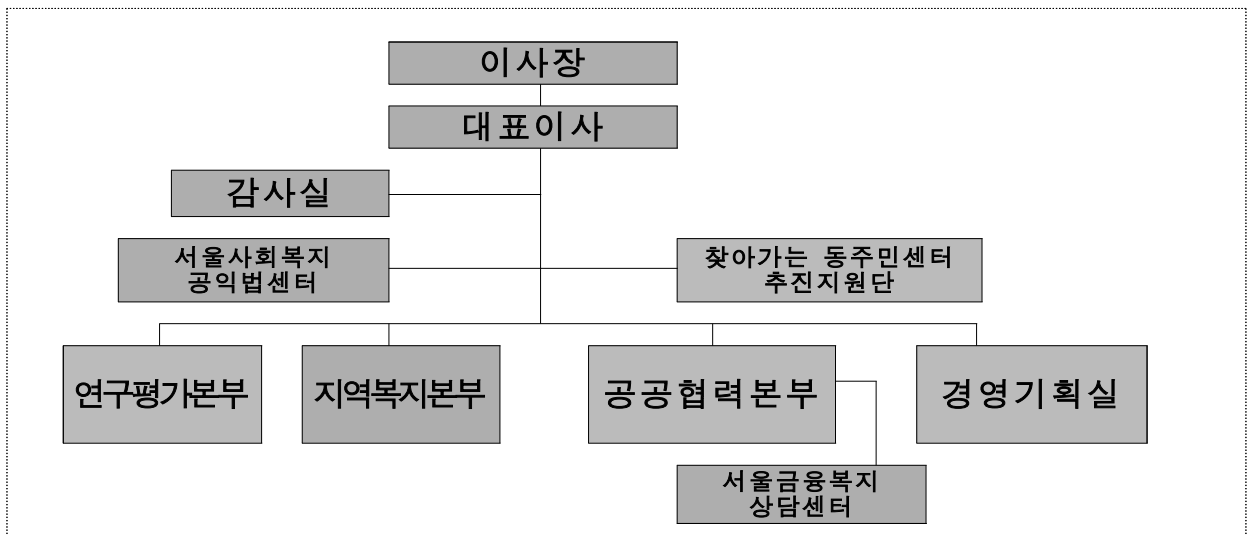 이사장
대표이사
감사실
서울사회복지
공익법센터
찾아가는 동주민센터
추진지원단
연구평가본부
지역복지본부
공공협력본부
경영기획실
서울금융복지
상담센터